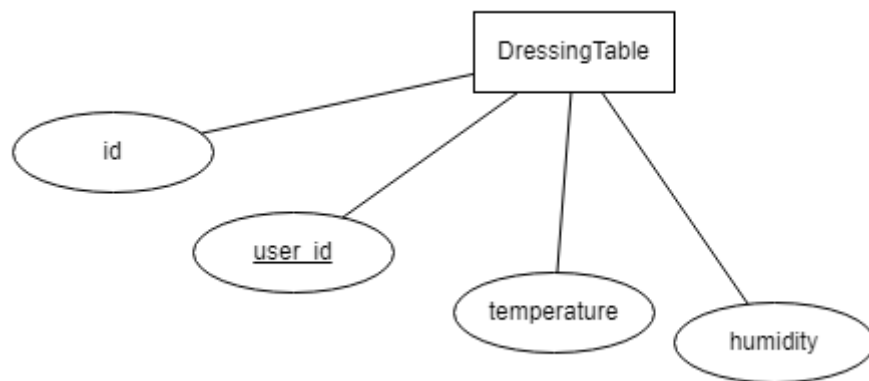 DressingTable
id
user_id
temperature
humidity